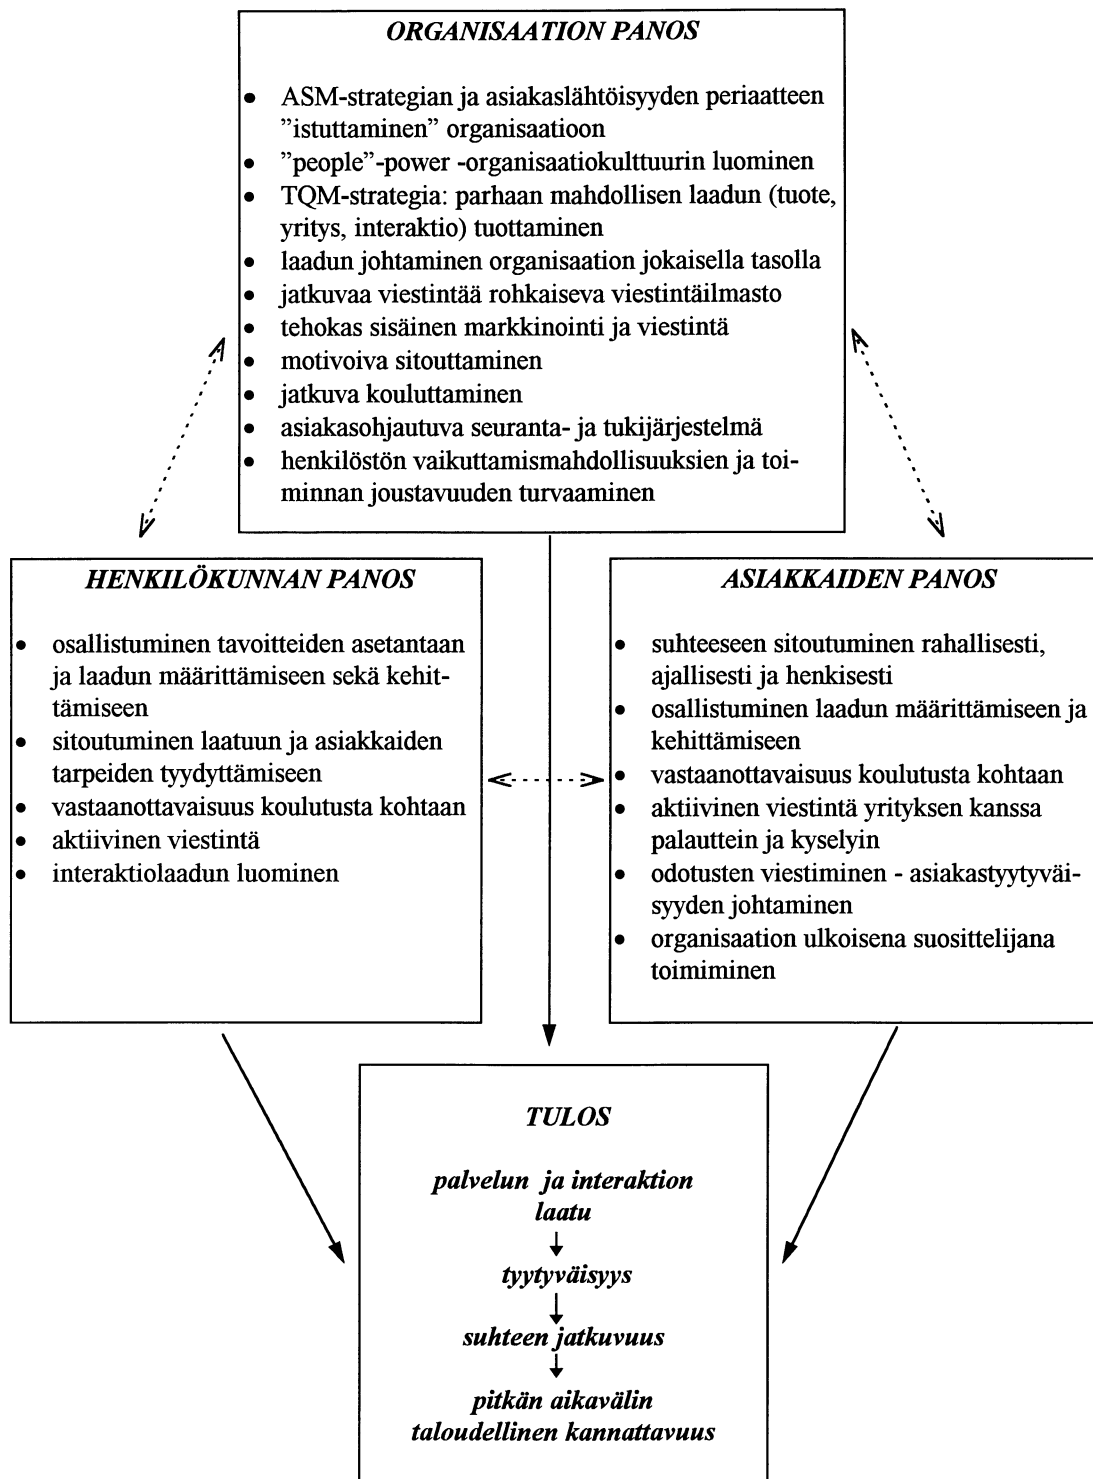 ORGANISAATION PANOS
• ASM-strategian ja asiakaslähtöisyyden periaatteen
”istuttaminen” organisaatioon
• ”people”-power -organisaatiokulttuurin luominen
• TQM-strategia: parhaan mahdollisen laadun (tuote,
yritys, interaktio) tuottaminen
• laadun johtaminen organisaation jokaisella tasolla
• jatkuvaa viestintää rohkaiseva viestintäilmasto
• tehokas sisäinen markkinointi ja viestintä
• motivoiva sitouttaminen
• jatkuva kouluttaminen
• asiakasohjautuva seuranta- ja tukijärjestelmä
• henkilöstön vaikuttamismahdollisuuksien ja toi-
minnan joustavuuden turvaaminen
HENKILÖKUNNAN PANOS
• osallistuminen tavoitteiden asetantaan
ja laadun määrittämiseen sekä kehit-
tämiseen
• sitoutuminen laatuun ja asiakkaiden
tarpeiden tyydyttämiseen
• vastaanottavaisuus koulutusta kohtaan
• aktiivinen viestintä
• interaktiolaadun luominen
ASIAKKAIDEN PANOS
• suhteeseen sitoutuminen rahallisesti,
ajallisesti ja henkisesti
• osallistuminen laadun määrittämiseen ja
kehittämiseen
• vastaanottavaisuus koulutusta kohtaan
• aktiivinen viestintä yrityksen kanssa
palauttein ja kyselyin
• odotusten viestiminen - asiakastyytyväi-
syyden johtaminen
• organisaation ulkoisena suosittelijana
toimiminen
TULOS
palvelun ja interaktion
laatu
tyytyväisyys
suhteen jatkuvuus
pitkän aikavälin
taloudellinen kannattavuus